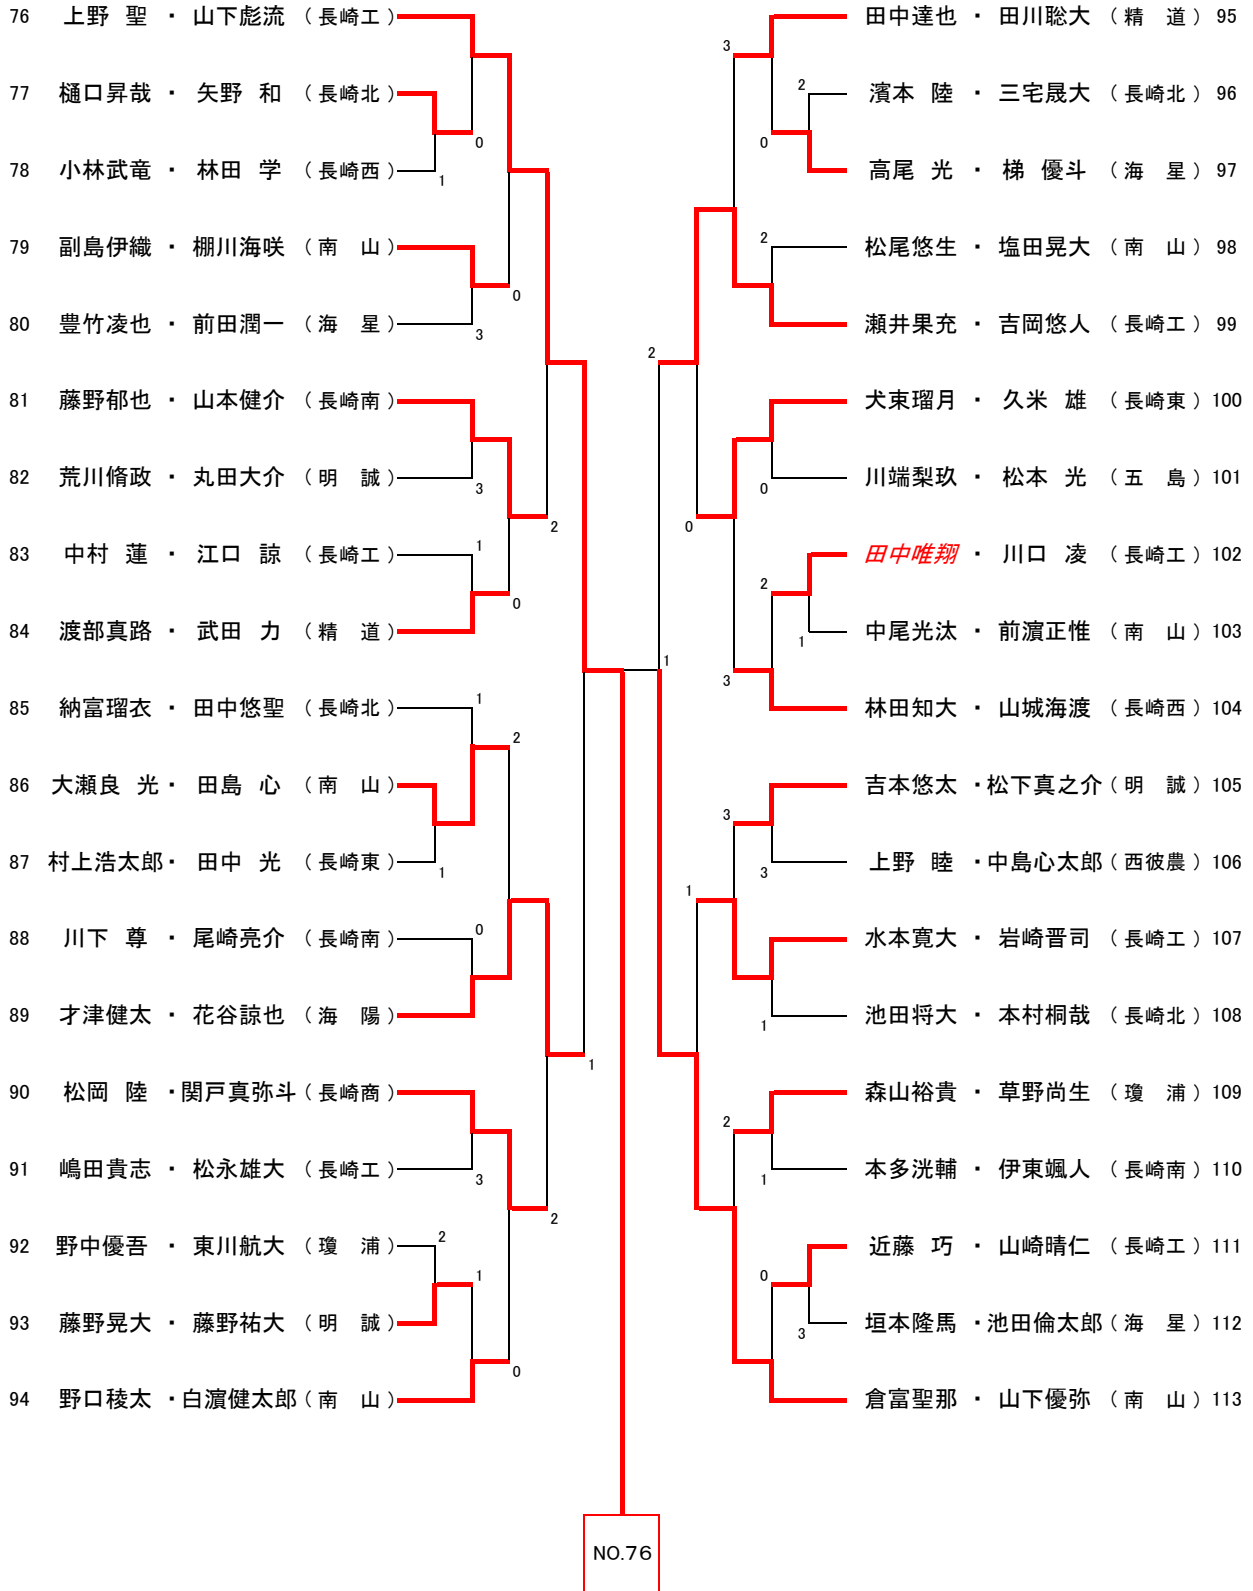 76 上野 聖 ・ 山下彪流 （長崎工）
77 樋口昇哉 ・ 矢野 和 （長崎北）
0
78 小林武竜 ・ 林田 学 （長崎西）
1
79 副島伊織 ・ 棚川海咲 （南 山）
0
80 豊竹凌也 ・ 前田潤一 （海 星）
3
81 藤野郁也 ・ 山本健介 （長崎南）
82 荒川脩政 ・ 丸田大介 （明 誠）
3
2
83 中村 蓮 ・ 江口 諒 （長崎工）
1
0
84 渡部真路 ・ 武田 力 （精 道）
85 納富瑠衣 ・ 田中悠聖 （長崎北）
1
2
86 大瀬良 光 ・ 田島 心 （南 山）
87 村上浩太郎・ 田中 光 （長崎東）
1
88 川下 尊 ・ 尾崎亮介 （長崎南）
0
89 才津健太 ・ 花谷諒也 （海 陽）
1
90 松岡 陸 ・関戸真弥斗（長崎商）
91 嶋田貴志 ・ 松永雄大 （長崎工）
3
2
92 野中優吾 ・ 東川航大 （瓊 浦）
2
1
93 藤野晃大 ・ 藤野祐大 （明 誠）
0
94 野口稜太 ・白濵健太郎（南 山）
田中達也 ・ 田川聡大 （精 道） 95
3
2
濱本 陸 ・ 三宅晟大 （長崎北） 96
0
高尾 光 ・ 梯 優斗 （海 星） 97
2
松尾悠生 ・ 塩田晃大 （南 山） 98
瀬井果充 ・ 吉岡悠人 （長崎工） 99
2
犬束瑠月 ・ 久米 雄 （長崎東） 100
0
川端梨玖 ・ 松本 光 （五 島） 101
0
田中唯翔 ・ 川口 凌 （長崎工） 102
2
1
中尾光汰 ・ 前濵正惟 （南 山） 103
1
3
林田知大 ・ 山城海渡 （長崎西） 104
吉本悠太 ・松下真之介（明 誠） 105
3
3
上野 睦 ・中島心太郎（西彼農） 106
1
水本寛大 ・ 岩崎晋司 （長崎工） 107
1
池田将大 ・ 本村桐哉 （長崎北） 108
森山裕貴 ・ 草野尚生 （瓊 浦） 109
2
1
本多洸輔 ・ 伊東颯人 （長崎南） 110
近藤 巧 ・ 山崎晴仁 （長崎工） 111
0
3
垣本隆馬 ・池田倫太郎（海 星） 112
倉富聖那 ・ 山下優弥 （南 山） 113
NO.76